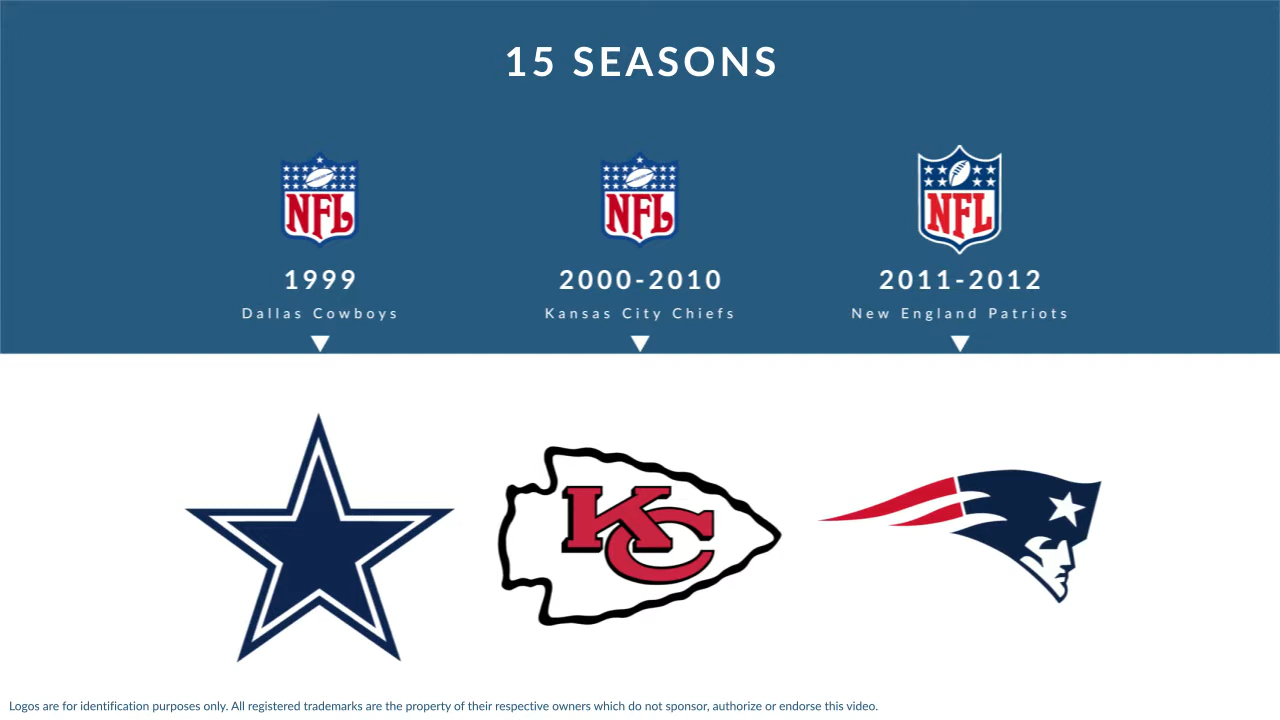 15 SEASONS
NFL NFL NFL
1999 2000-2010 2011-2012
Dallas Cowboys Kansas City Chiefs New England Patriots
KC
Logos are for identification purposes only. All registered trademarks are the property of their respective owners which do not sponsor, authorize or endorse this video.